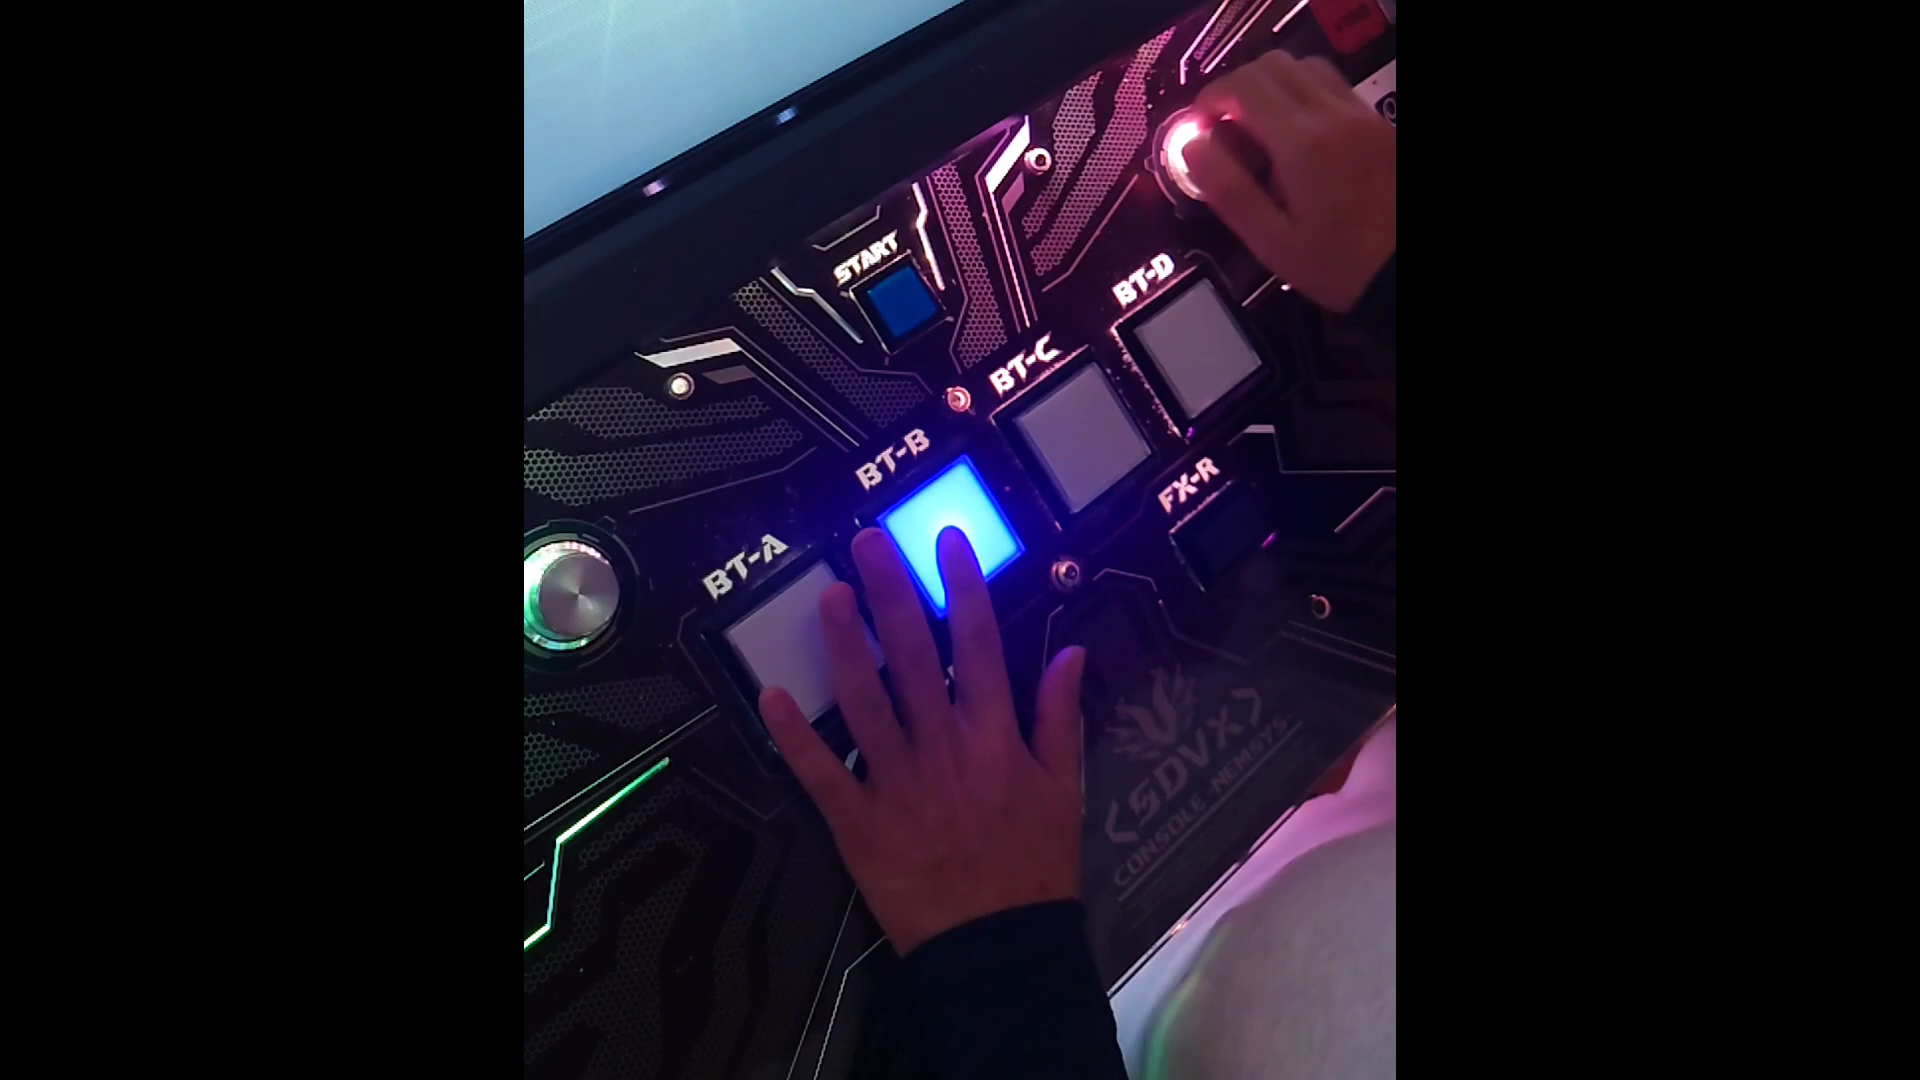 START
BT-A
BT-B
BT-C
BT-D
FX-R
SDVX
CONSOLE -NEMSYS-